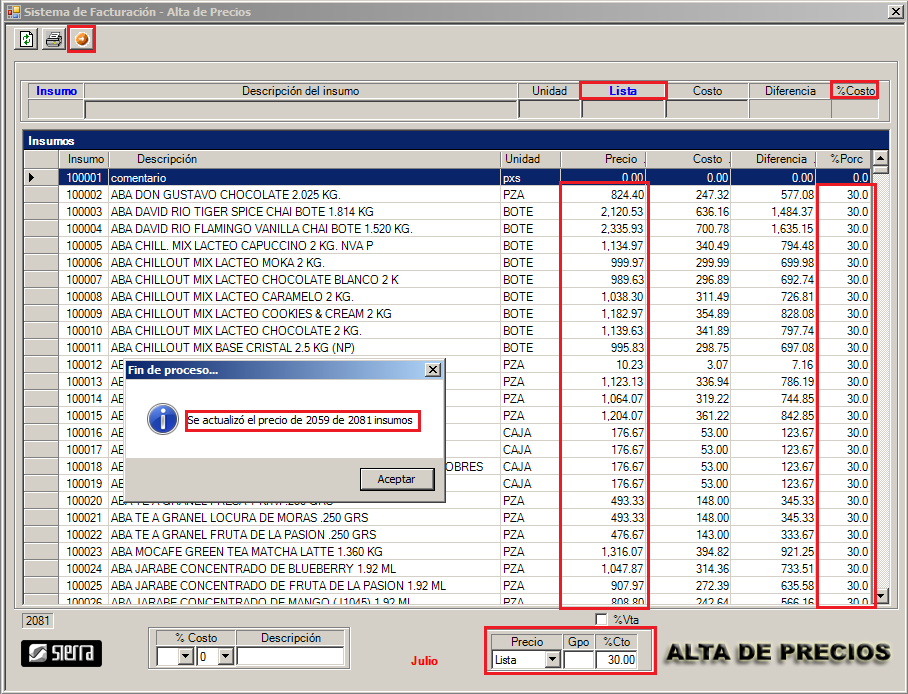 Sistema de Facturación - Alta de Precios
Insumo Descripción del insumo Unidad Lista Costo Diferencia %Costo
Insumos
Insumo Descripción Unidad Precio Costo Diferencia %Porc
100001 comentario pxs 0.00 0.00 0.00 0.0
100002 ABA DON GUSTAVO CHOCOLATE 2.025 KG. PZA 824.40 247.32 577.08 30.0
100003 ABA DAVID RIO TIGER SPICE CHAI BOTE 1.814 KG BOTE 2,120.53 636.16 1,484.37 30.0
100004 ABA DAVID RIO FLAMINGO VANILLA CHAI BOTE 1.520 KG. BOTE 2,335.93 700.78 1,635.15 30.0
100005 ABA CHILL. MIX LACTEO CAPUCCINO 2 KG. NVA P BOTE 1,134.97 340.49 794.48 30.0
100006 ABA CHILLOUT MIX LACTEO MOKA 2 KG. BOTE 999.97 299.99 699.98 30.0
100007 ABA CHILLOUT MIX LACTEO CHOCOLATE BLANCO 2 K BOTE 989.63 296.89 692.74 30.0
100008 ABA CHILLOUT MIX LACTEO CARAMELO 2 KG. BOTE 1,038.30 311.49 726.81 30.0
100009 ABA CHILLOUT MIX LACTEO COOKIES & CREAM 2 KG BOTE 1,182.97 354.89 828.08 30.0
100010 ABA CHILLOUT MIX LACTEO CHOCOLATE 2 KG. BOTE 1,139.63 341.89 797.74 30.0
100011 ABA CHILLOUT MIX BASE CRISTAL 2.5 KG (NP) BOTE 995.83 298.75 697.08 30.0
100012 AB PZA 10.23 3.07 7.16 30.0
100013 AB PZA 1,123.13 336.94 786.19 30.0
100014 AB PZA 1,064.07 319.22 744.85 30.0
100015 AB PZA 1,204.07 361.22 842.85 30.0
100016 AB CAJA 176.67 53.00 123.67 30.0
100017 AB CAJA 176.67 53.00 123.67 30.0
100018 AB OBRES CAJA 176.67 53.00 123.67 30.0
100019 AB CAJA 176.67 53.00 123.67 30.0
100020 PZA 493.33 148.00 345.33 30.0
100021 ABA TE A GRANEL LOCURA DE MORAS .250 GRS PZA 493.33 148.00 345.33 30.0
100022 ABA TE A GRANEL FRUTA DE LA PASION .250 GRS PZA 476.67 143.00 333.67 30.0
100023 ABA MOCAFE GREEN TEA MATCHA LATTE 1.360 KG PZA 1,316.07 394.82 921.25 30.0
100024 ABA JARABE CONCENTRADO DE BLUEBERRY 1.92 ML PZA 1,047.87 314.36 733.51 30.0
100025 ABA JARABE CONCENTRADO DE FRUTA DE LA PASION 1.92 ML PZA 907.97 272.39 635.58 30.0
100026 ABA JARABE CONCENTRADO DE MANGO (J1045) 1.92 ML PZA 808.80 242.64 566.16 30.0
Fin de proceso...
Se actualizó el precio de 2059 de 2081 insumos
Aceptar
2081
%Vta
% Costo Descripción
0
Precio Gpo %Cto
Lista 30.00
sierra
Julio
ALTA DE PRECIOS